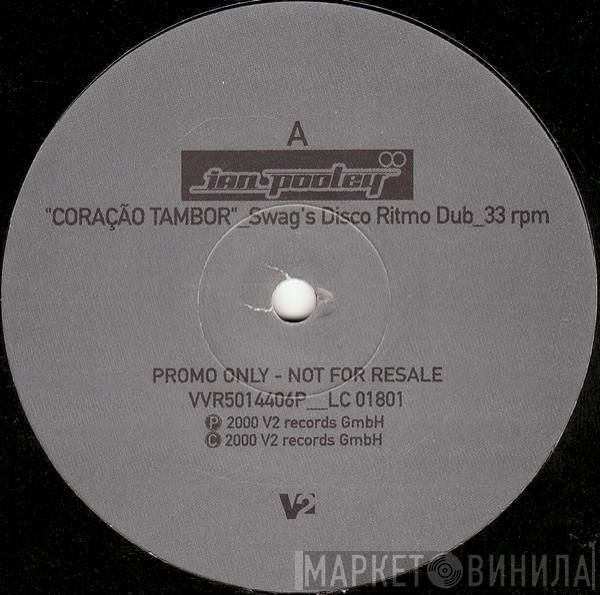 A
ian pooley
"CORAÇÃO TAMBOR"_Swag's Disco Ritmo Dub_33 rpm
PROMO ONLY - NOT FOR RESALE
VVR5014406P__LC 01801
Ⓟ 2000 V2 records GmbH
© 2000 V2 records GmbH
V2
МАРКЕТ ВИНИЛА